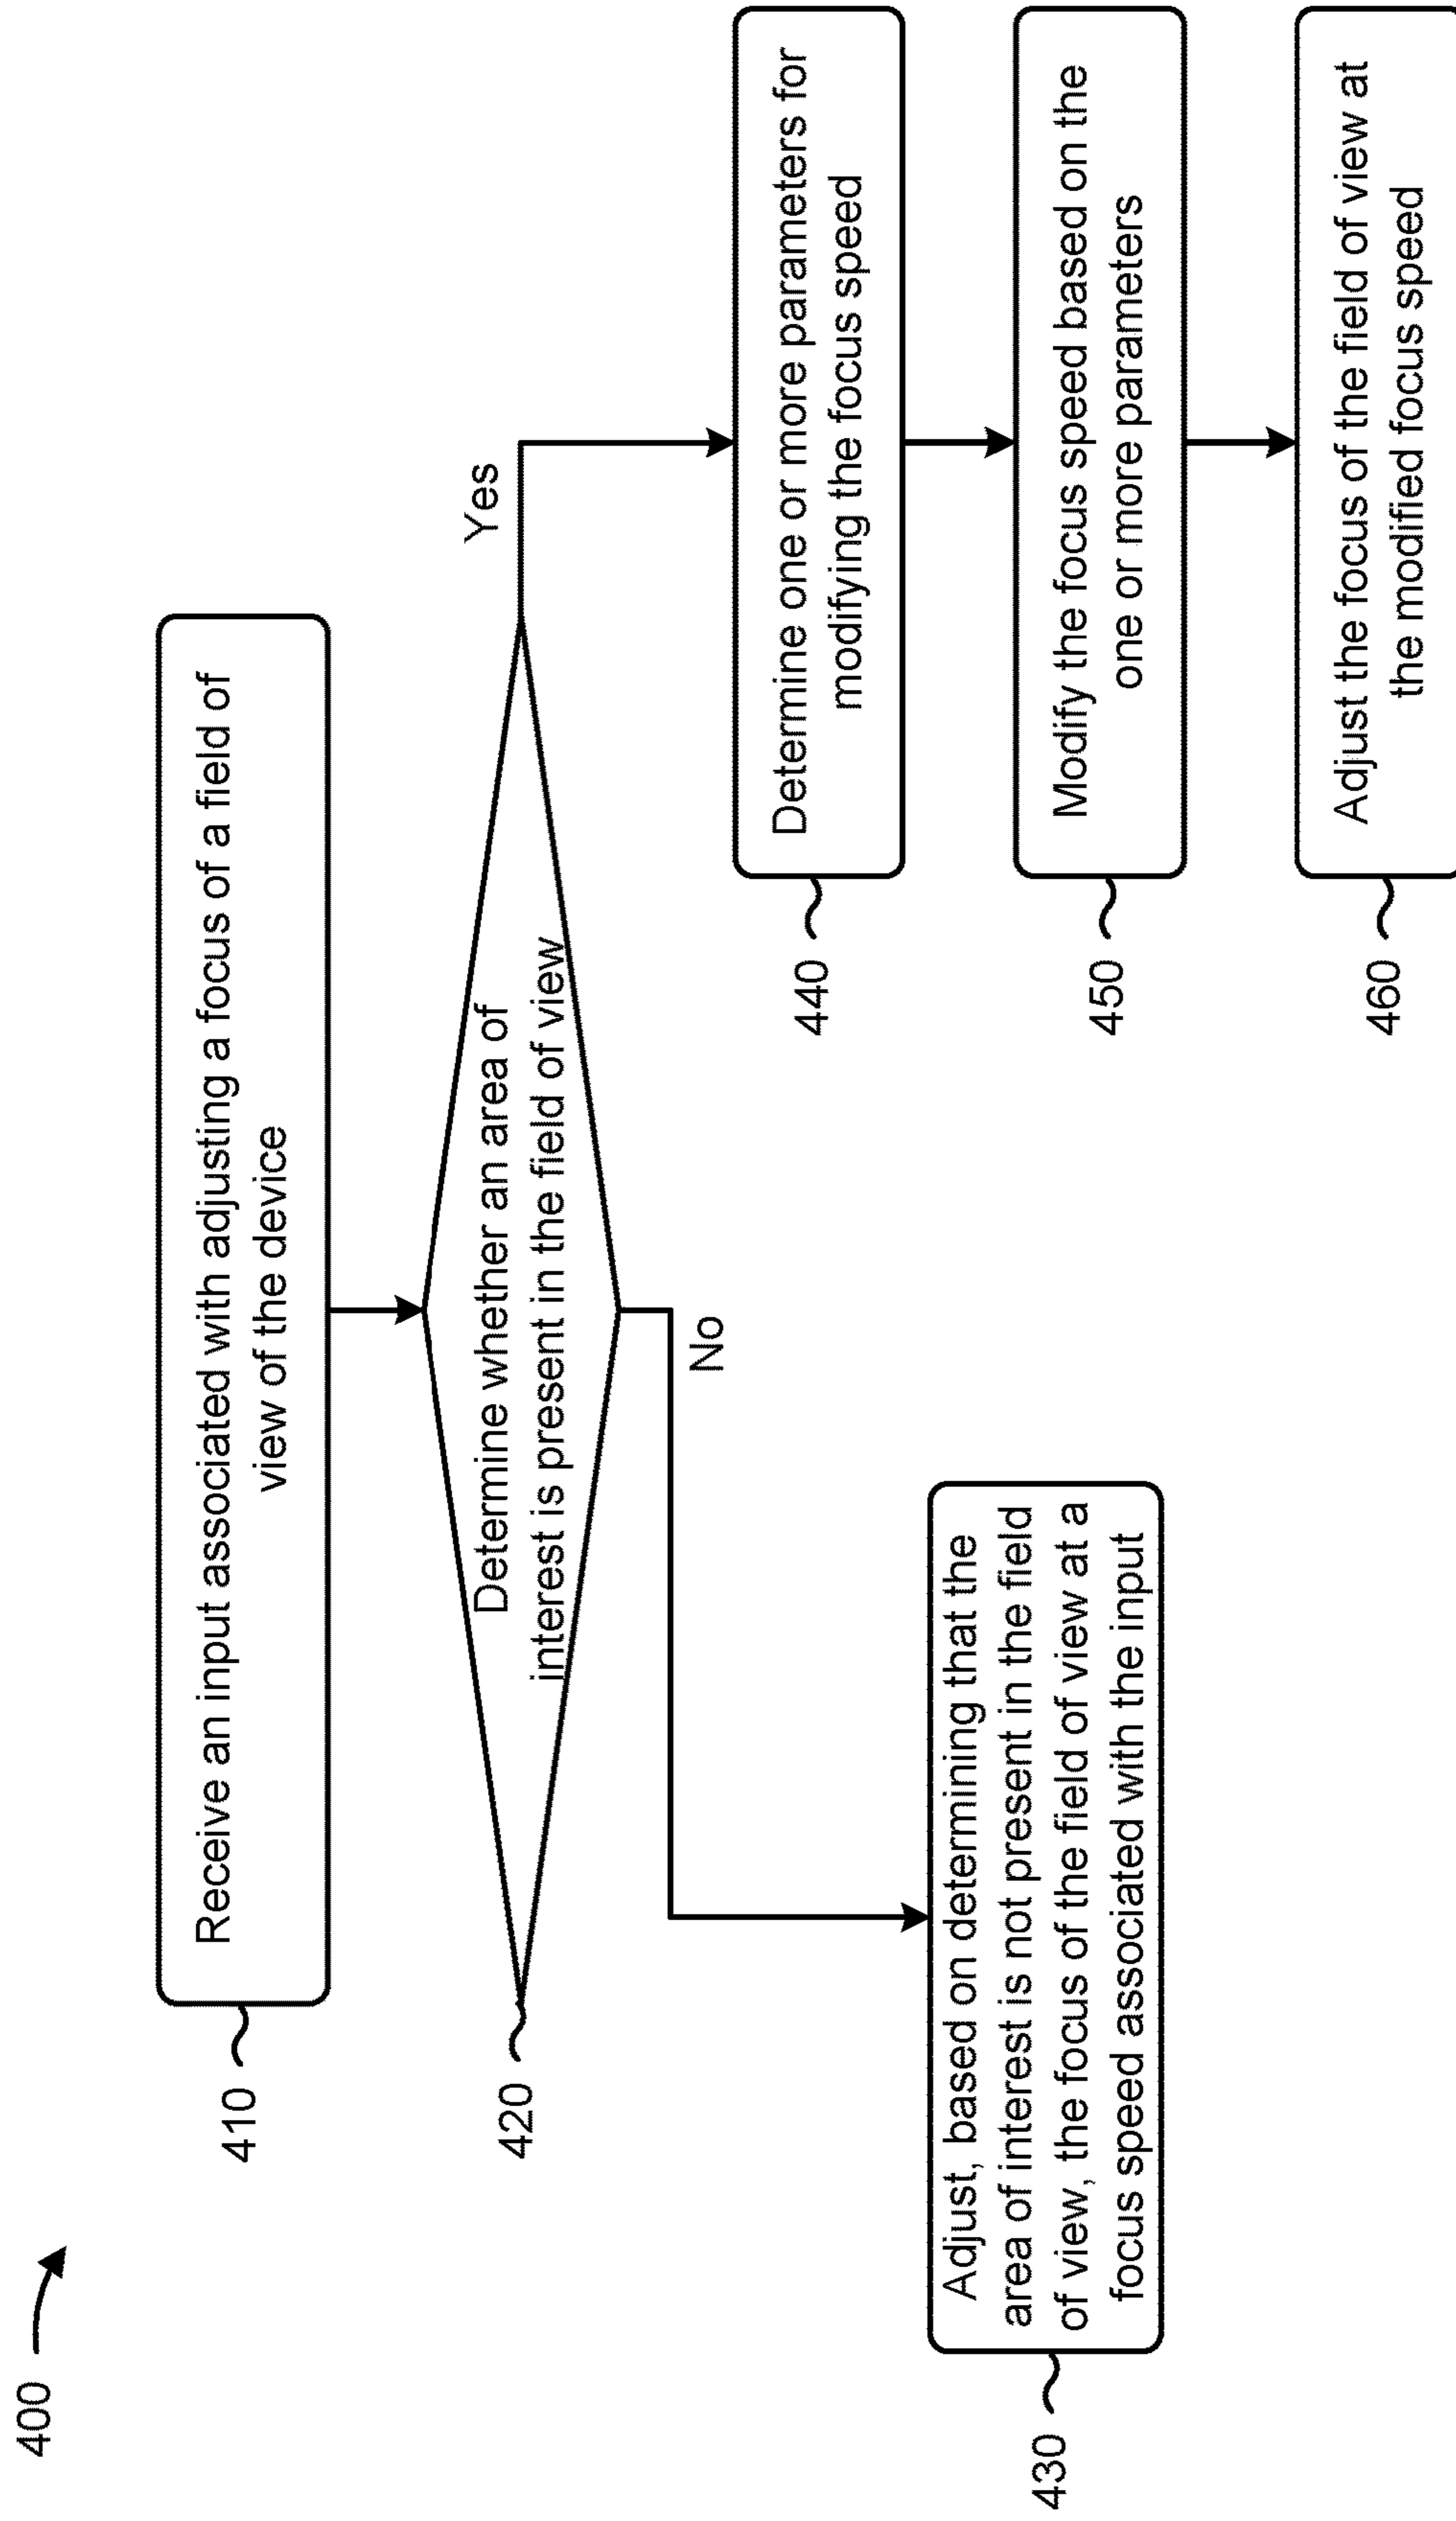 400
410
Receive an input associated with adjusting a focus of a field of
view of the device
420
Determine whether an area of
interest is present in the field of view
Yes
No
430
Adjust, based on determining that the
area of interest is not present in the field
of view, the focus of the field of view at a
focus speed associated with the input
440
Determine one or more parameters for
modifying the focus speed
450
Modify the focus speed based on the
one or more parameters
460
Adjust the focus of the field of view at
the modified focus speed